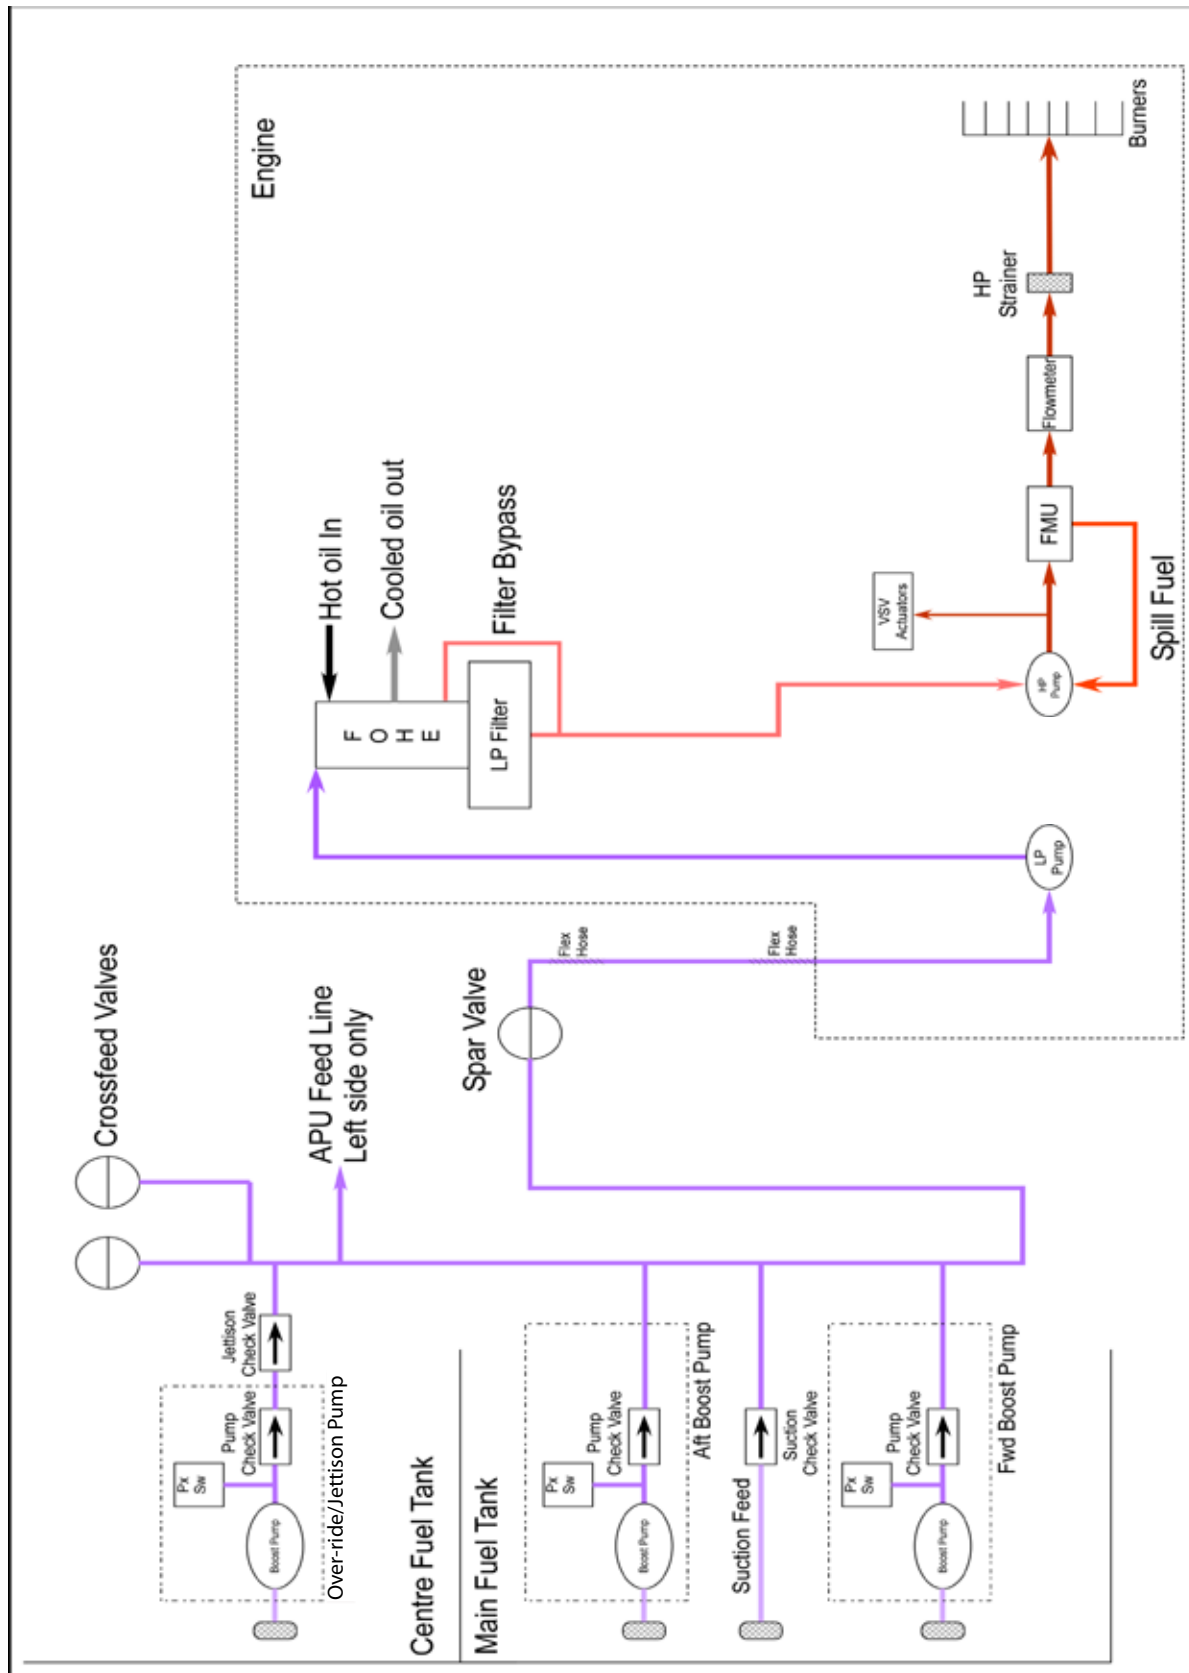 Crossfeed Valves
APU Feed Line
Left side only
Jettison
Check Valve
Pump
Check Valve
Px
Sw
Boost Pump
Over-ride/Jettison Pump
Centre Fuel Tank
Main Fuel Tank
Px
Sw
Pump
Check Valve
Boost Pump
Aft Boost Pump
Suction Feed
Suction
Check Valve
Px
Sw
Pump
Check Valve
Boost Pump
Fwd Boost Pump
Spar Valve
Flex
Hose
Flex
Hose
Engine
LP
Pump
F
O
H
E
Hot oil In
Cooled oil out
LP Filter
Filter Bypass
HP
Pump
VSV
Actuators
FMU
Spill Fuel
Flowmeter
HP
Strainer
Burners